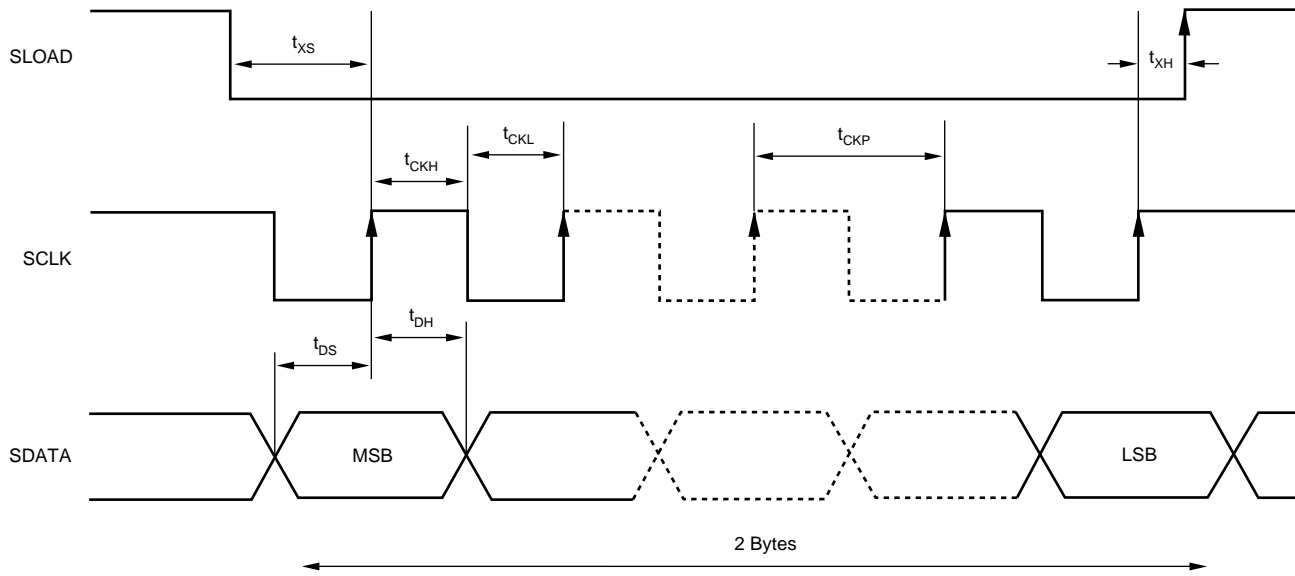 SLOAD
tXS
tXH
tCKH
tCKL
tCKP
SCLK
tDS
tDH
SDATA
MSB
LSB
2 Bytes